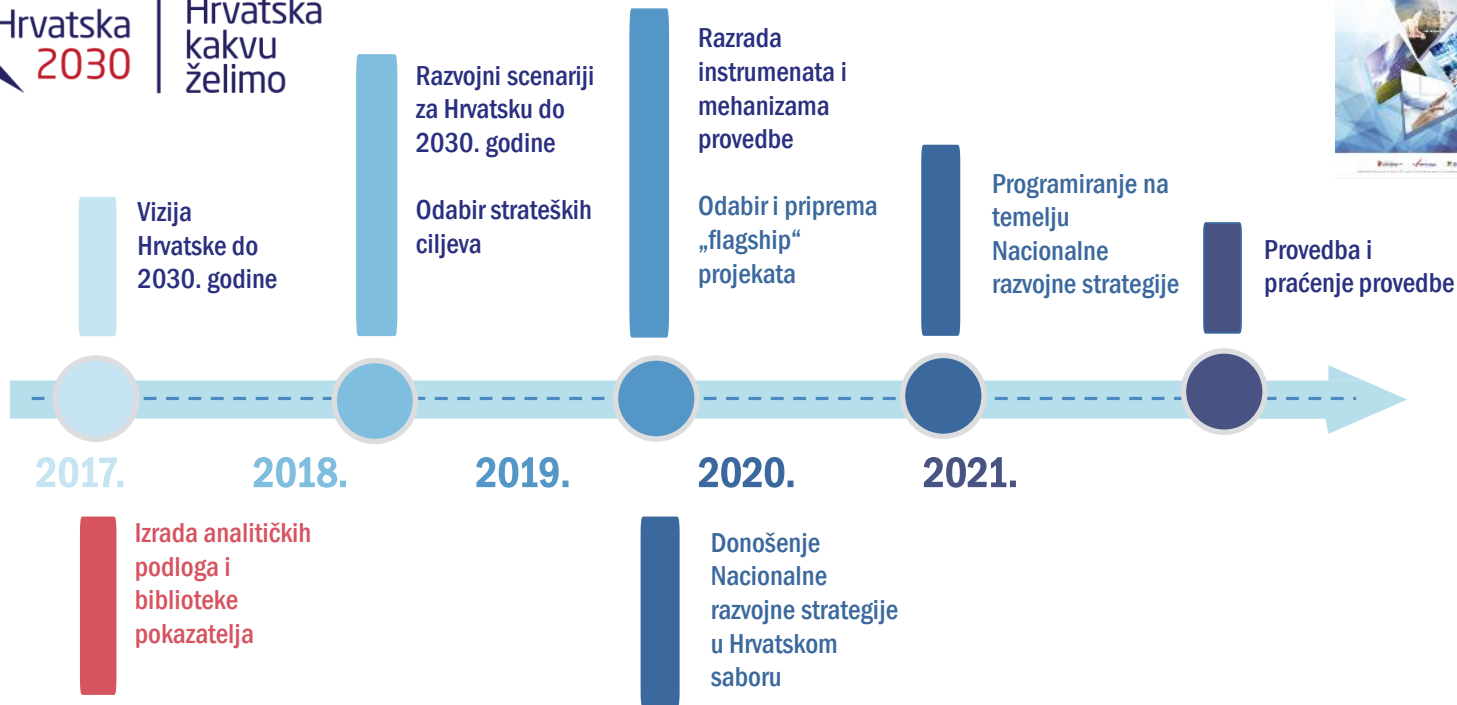 Hrvatska
2030
Hrvatska
kakvu
želimo
Vizija
Hrvatske do
2030. godine
Razvojni scenariji
za Hrvatsku do
2030. godine
Odabir strateških
ciljeva
Razrada
instrumenata i
mehanizama
provedbe
Odabir i priprema
„flagship“
projekata
Programiranje na
temelju
Nacionalne
razvojne strategije
Provedba i
praćenje provedbe
2017.
2018.
2019.
2020.
2021.
Izrada analitičkih
podloga i
biblioteke
pokazatelja
Donošenje
Nacionalne
razvojne strategije
u Hrvatskom
saboru